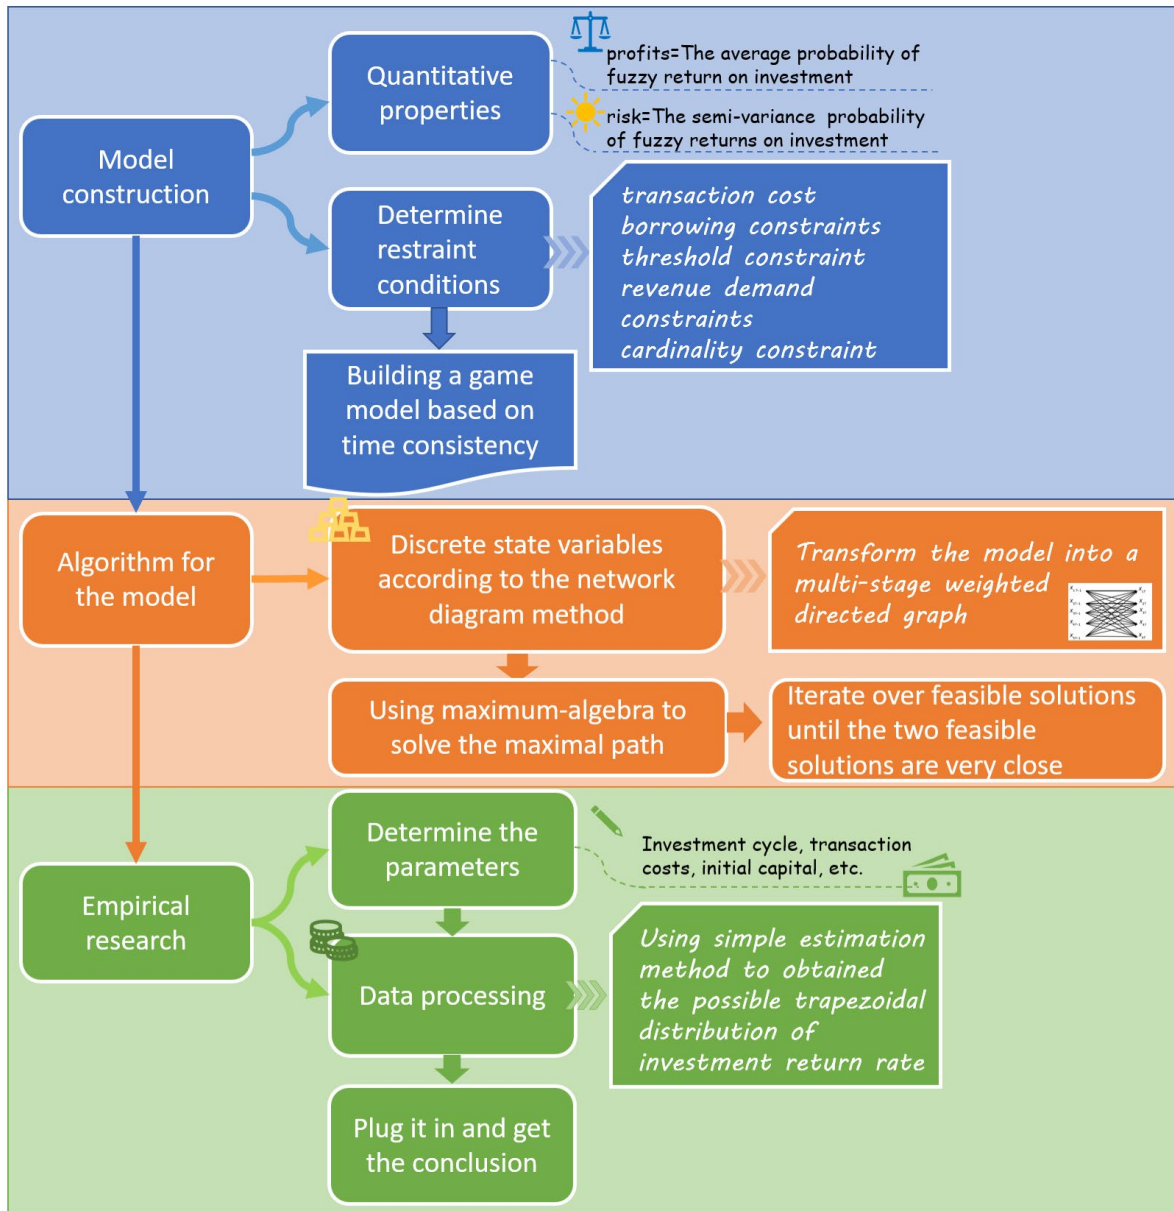 Model
construction
Quantitative
properties
profits=The average probability of
fuzzy return on investment
risk=The semi-variance probability
of fuzzy returns on investment
Determine
restraint
conditions
transaction cost
borrowing constraints
threshold constraint
revenue demand
constraints
cardinality constraint
Building a game
model based on
time consistency
Algorithm for
the model
Discrete state variables
according to the network
diagram method
Transform the model into a
multi-stage weighted
directed graph
Using maximum-algebra to
solve the maximal path
Iterate over feasible solutions
until the two feasible
solutions are very close
Empirical
research
Determine the
parameters
Investment cycle, transaction
costs, initial capital, etc.
Data processing
Using simple estimation
method to obtained
the possible trapezoidal
distribution of
investment return rate
Plug it in and get
the conclusion